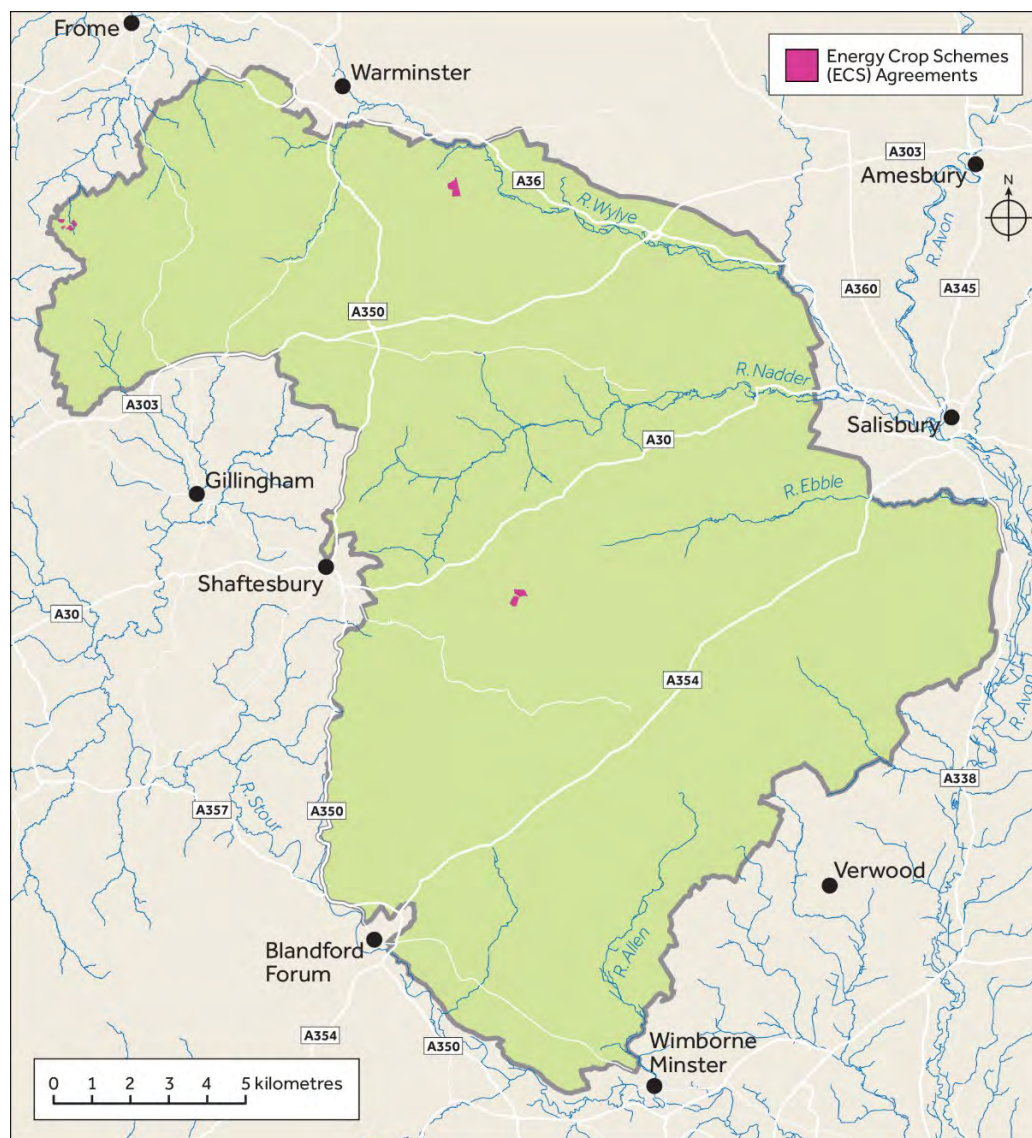 Frome
Warminster
Energy Crop Schemes
(ECS) Agreements
A303
Amesbury
N
A36
R. Wylye
R. Avon
A350
A360
A345
R. Nadder
A303
Salisbury
A30
Gillingham
R. Ebble
Shaftesbury
A30
A354
R. Avon
A338
R. Stour
A357
A350
Verwood
Blandford
Forum
R. Allen
A354
A350
Wimborne
Minster
0 1 2 3 4 5 kilometres